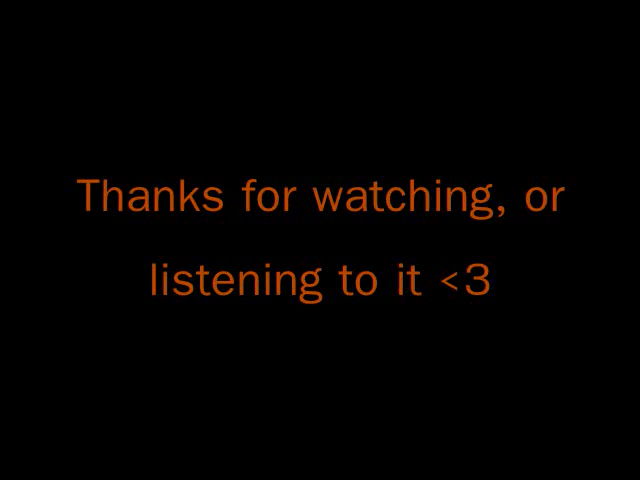 Thanks for watching, or
listening to it <3